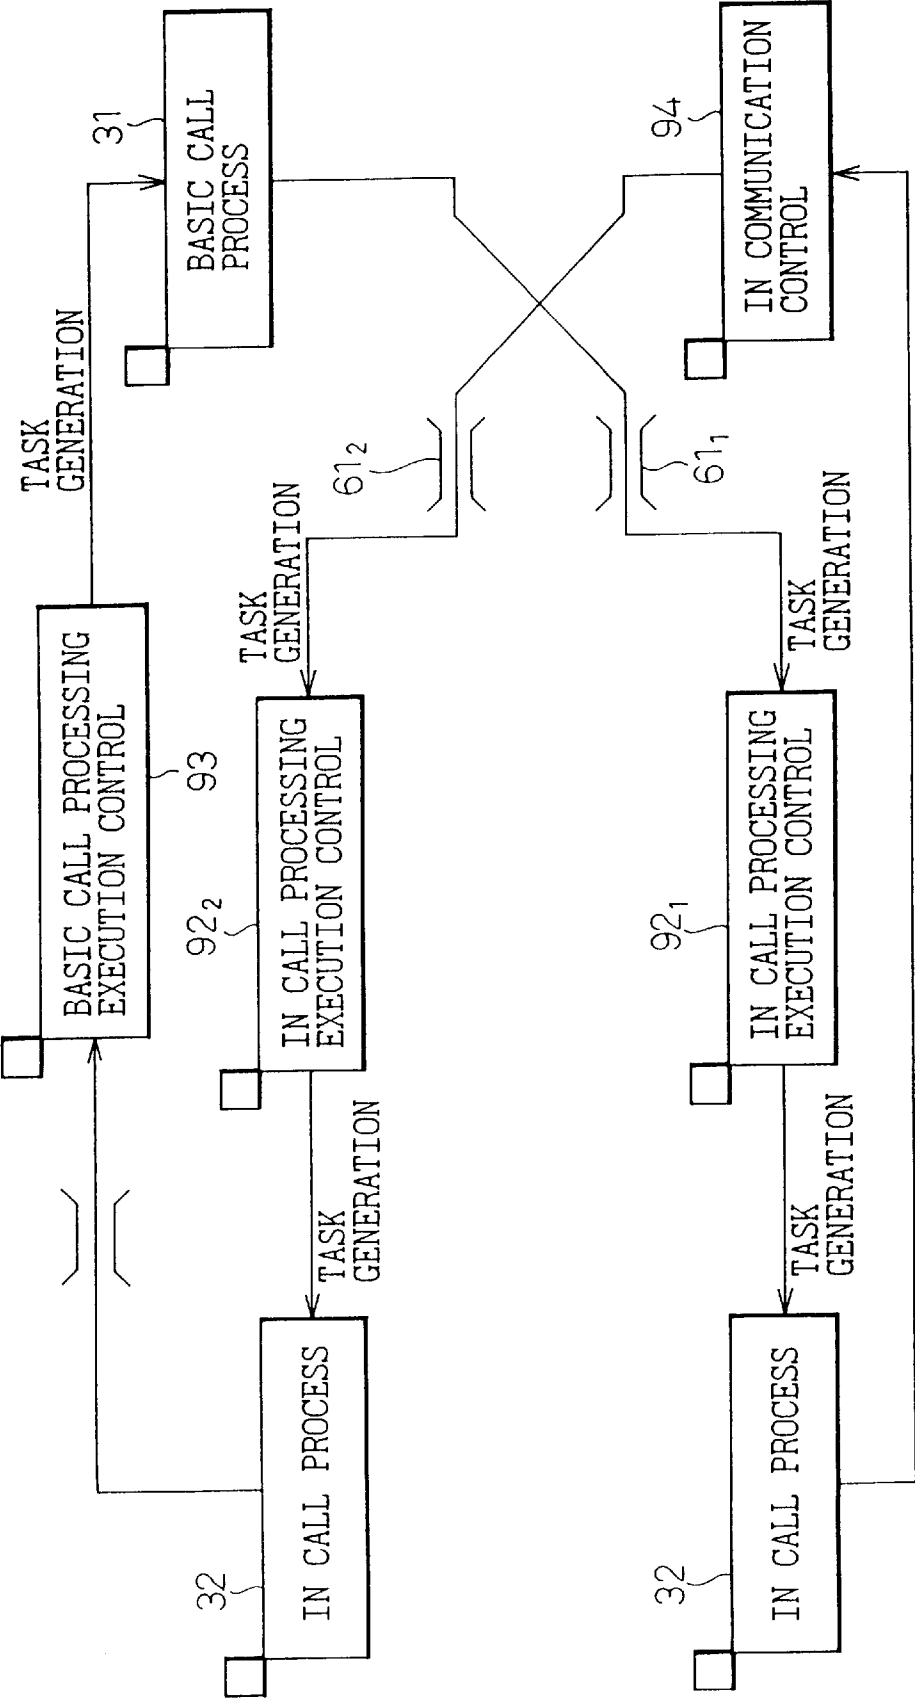 TASK
GENERATION
BASIC CALL PROCESSING
EXECUTION CONTROL
93
31
BASIC CALL
PROCESS
32
IN CALL PROCESS
TASK
GENERATION
92₂
IN CALL PROCESSING
EXECUTION CONTROL
TASK
GENERATION
61₂
61₁
32
IN CALL PROCESS
TASK
GENERATION
92₁
IN CALL PROCESSING
EXECUTION CONTROL
TASK
GENERATION
94
IN COMMUNICATION
CONTROL